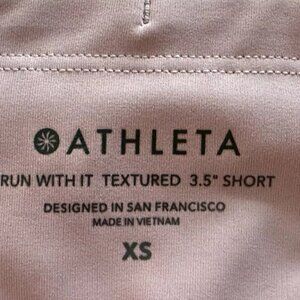 ATHLETA
RUN WITH IT TEXTURED 3.5" SHORT
DESIGNED IN SAN FRANCISCO
MADE IN VIETNAM
XS